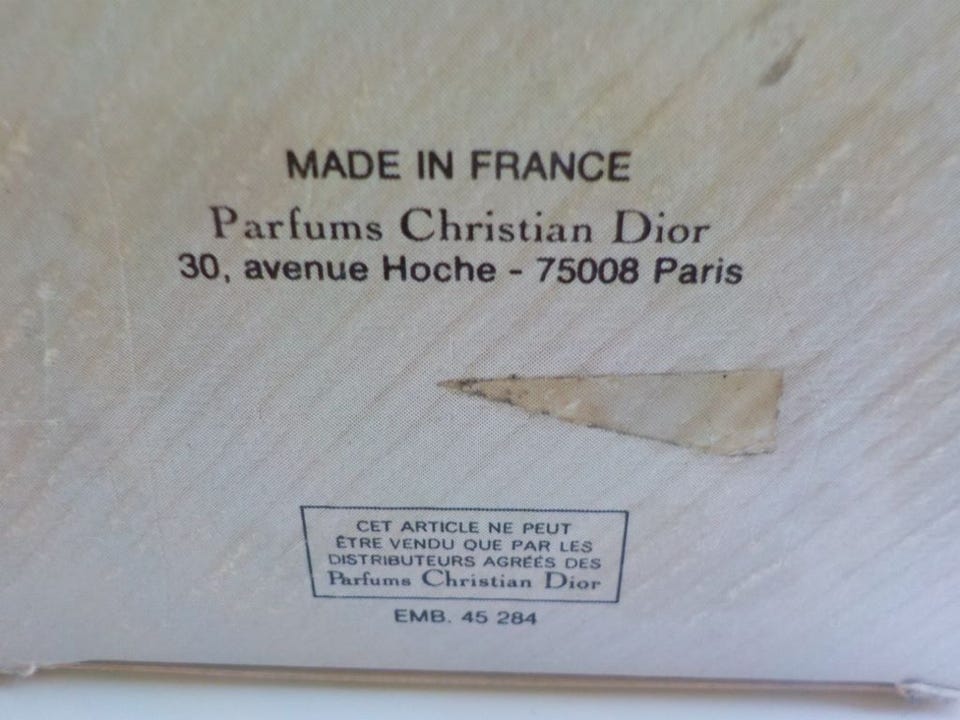 MADE IN FRANCE
Parfums Christian Dior
30, avenue Hoche - 75008 Paris
CET ARTICLE NE PEUT
ÊTRE VENDU QUE PAR LES
DISTRIBUTEURS AGRÉÉS DES
Parfums Christian Dior
EMB. 45 284